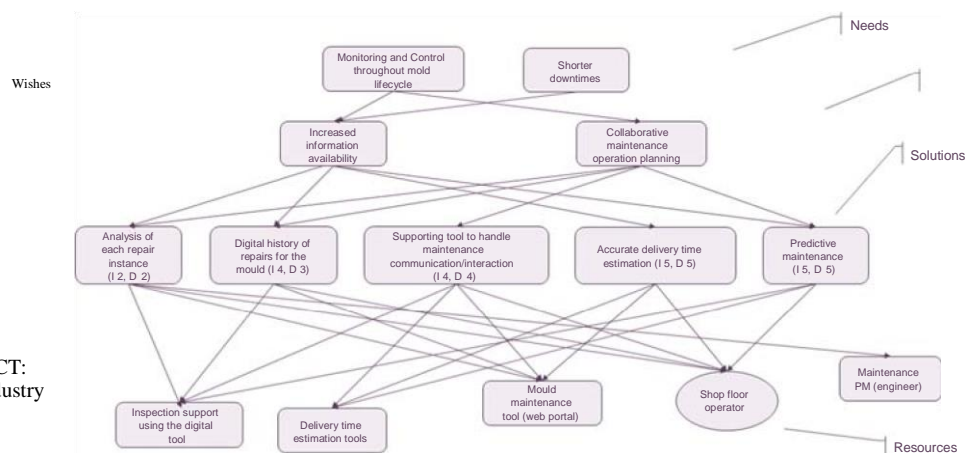 Needs
Monitoring and Control
throughout mold
lifecycle
Shorter
downtimes
Wishes
Increased
information
availability
Collaborative
maintenance
operation planning
Solutions
Analysis of
each repair
instance
(I 2, D 2)
Digital history of
repairs for the
mould (I 4, D 3)
Supporting tool to handle
maintenance
communication/interaction
(I 4, D 4)
Accurate delivery time
estimation (I 5, D 5)
Predictive
maintenance
(I 5, D 5)
CT:
lustry
Inspection support
using the digital
tool
Delivery time
estimation tools
Mould
maintenance
tool (web portal)
Shop floor
operator
Maintenance
PM (engineer)
Resources